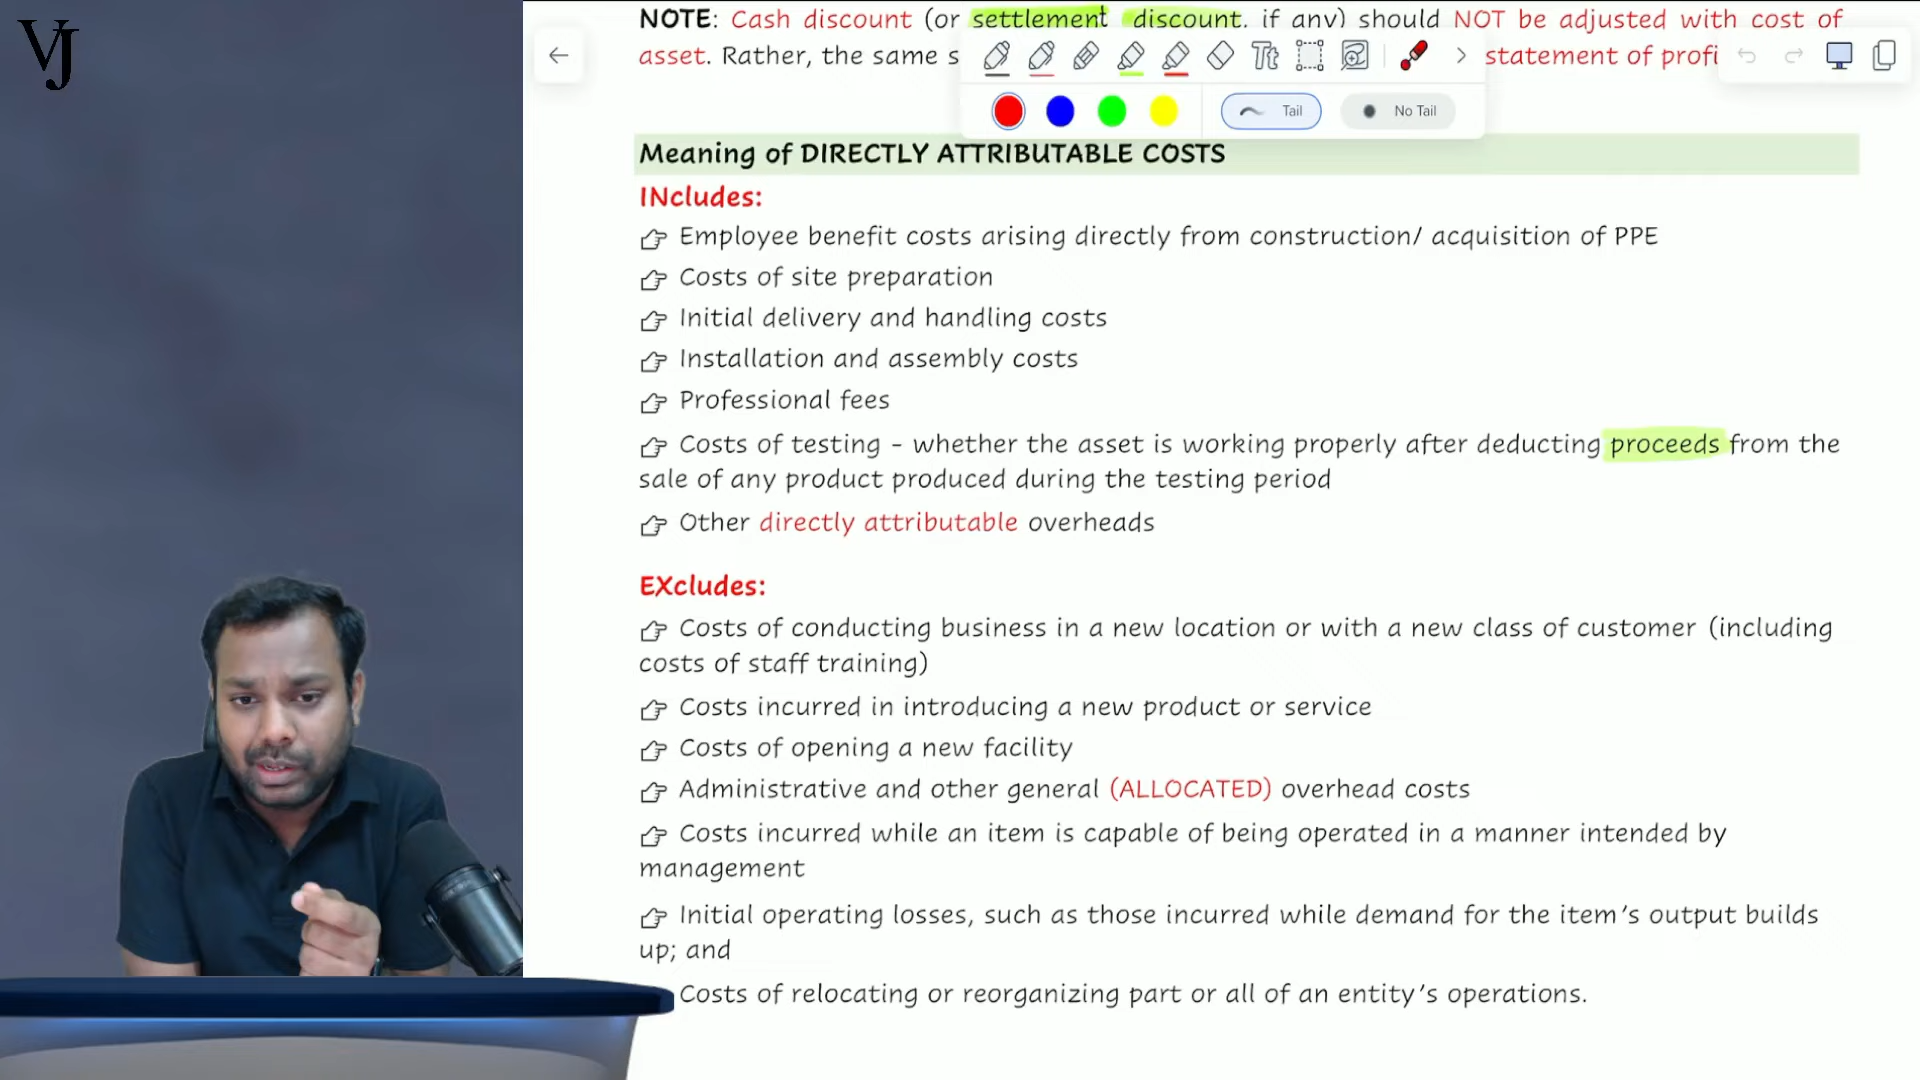 VJ
NOTE: Cash discount (or settlement discount. if any) should NOT be adjusted with cost of
asset. Rather, the same s statement of profi
Tail No Tail
Meaning of DIRECTLY ATTRIBUTABLE COSTS
INcludes:
Employee benefit costs arising directly from construction/ acquisition of PPE
Costs of site preparation
Initial delivery and handling costs
Installation and assembly costs
Professional fees
Costs of testing - whether the asset is working properly after deducting proceeds from the
sale of any product produced during the testing period
Other directly attributable overheads
EXcludes:
Costs of conducting business in a new location or with a new class of customer (including
costs of staff training)
Costs incurred in introducing a new product or service
Costs of opening a new facility
Administrative and other general (ALLOCATED) overhead costs
Costs incurred while an item is capable of being operated in a manner intended by
management
Initial operating losses, such as those incurred while demand for the item's output builds
up; and
Costs of relocating or reorganizing part or all of an entity's operations.